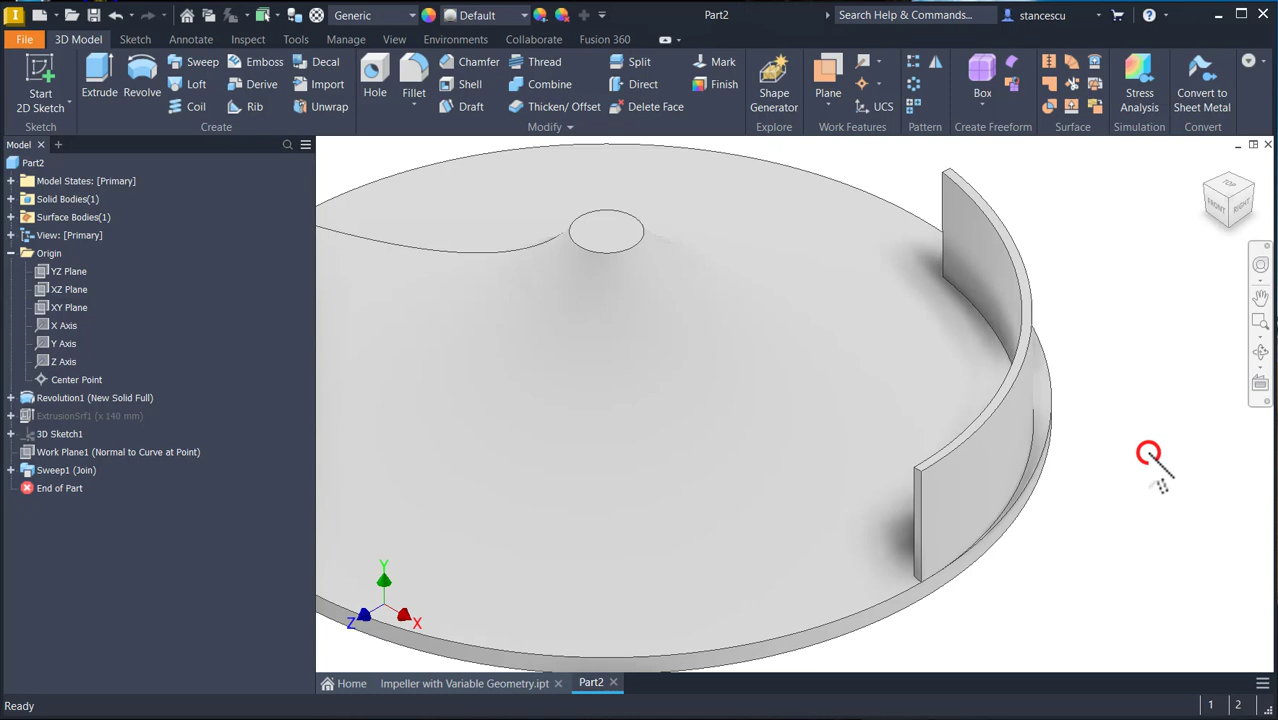 Generic
Default
Part2
Search Help & Commands...
stancescu
File
3D Model
Sketch
Annotate
Inspect
Tools
Manage
View
Environments
Collaborate
Fusion 360
Start
2D Sketch
Sketch
Extrude
Revolve
Sweep
Loft
Coil
Emboss
Derive
Rib
Decal
Import
Unwrap
Create
Hole
Fillet
Chamfer
Shell
Draft
Thread
Combine
Thicken/ Offset
Split
Direct
Delete Face
Modify
Mark
Finish
Shape
Generator
Explore
Plane
UCS
Work Features
Pattern
Box
Create Freeform
Surface
Stress
Analysis
Simulation
Convert to
Sheet Metal
Convert
Model
Part2
Model States: [Primary]
Solid Bodies(1)
Surface Bodies(1)
View: [Primary]
Origin
YZ Plane
XZ Plane
XY Plane
X Axis
Y Axis
Z Axis
Center Point
Revolution1 (New Solid Full)
ExtrusionSrf1 (x 140 mm)
3D Sketch1
Work Plane1 (Normal to Curve at Point)
Sweep1 (Join)
End of Part
TOP
FRONT
RIGHT
Y
Z
X
Home
Impeller with Variable Geometry.ipt
Part2
Ready
1
2